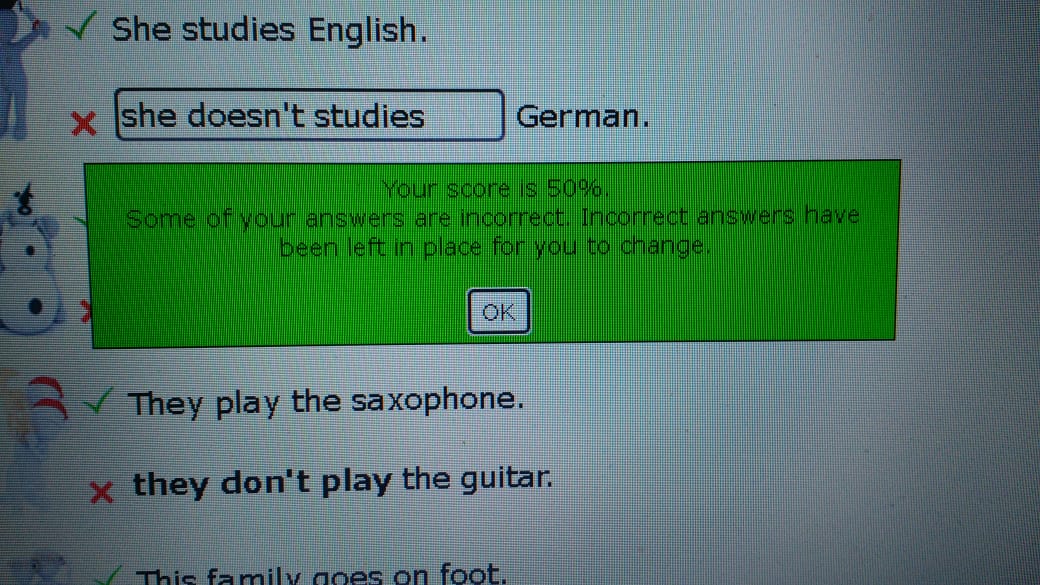 She studies English.
she doesn't studies German.
Your score is 50%.
Some of your answers are incorrect. Incorrect answers have
been left in place for you to change.
OK
They play the saxophone.
they don't play the guitar.
This family goes on foot.